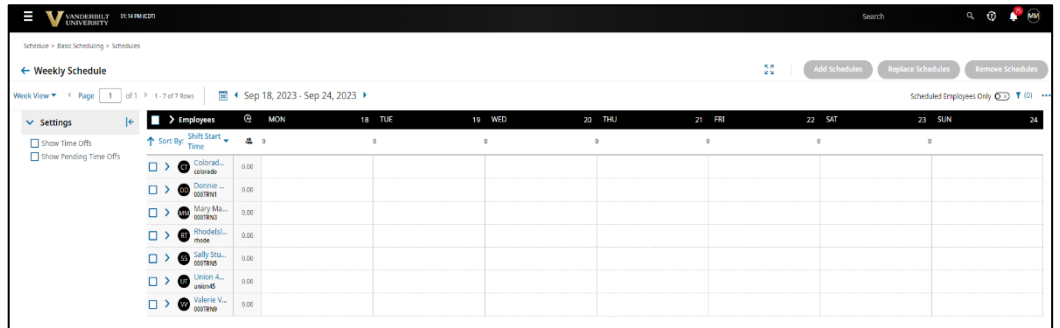 VANDERBILT UNIVERSITY 01:14 PM (CDT) Search 75 MM
Schedule > Basic Scheduling > Schedules
← Weekly Schedule Add Schedules Replace Schedules Remove Schedules
Week View Page 1 of 1 1 - 7 of 7 Rows Sep 18, 2023 - Sep 24, 2023 Scheduled Employees Only (0) ...
Settings Employees MON 18 TUE 19 WED 20 THU 21 FRI 22 SAT 23 SUN 24
Show Time Offs
Show Pending Time Offs
Sort By: Shift Start Time 0 0 0 0 0 0 0
CT Colorad... 0.00
colorado
DD Donnie ... 0.00
000TRN1
MM Mary Ma... 0.00
000TRN3
RT RhodeIsl... 0.00
rhode
SS Sally Stu... 0.00
000TRN5
UT Union 4... 0.00
union45
VV Valerie V... 0.00
000TRN9